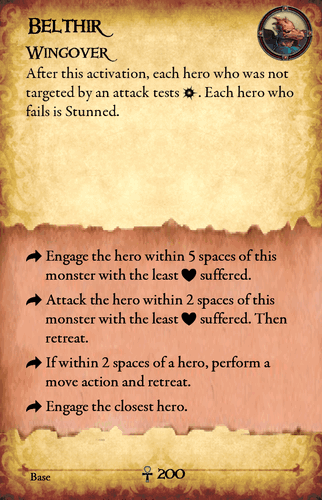 BELTHIR
WINGOVER
After this activation, each hero who was not
targeted by an attack tests . Each hero who
fails is Stunned.
Engage the hero within 5 spaces of this
monster with the least ♥ suffered.
Attack the hero within 2 spaces of this
monster with the least ♥ suffered. Then
retreat.
If within 2 spaces of a hero, perform a
move action and retreat.
Engage the closest hero.
Base
☥ 200